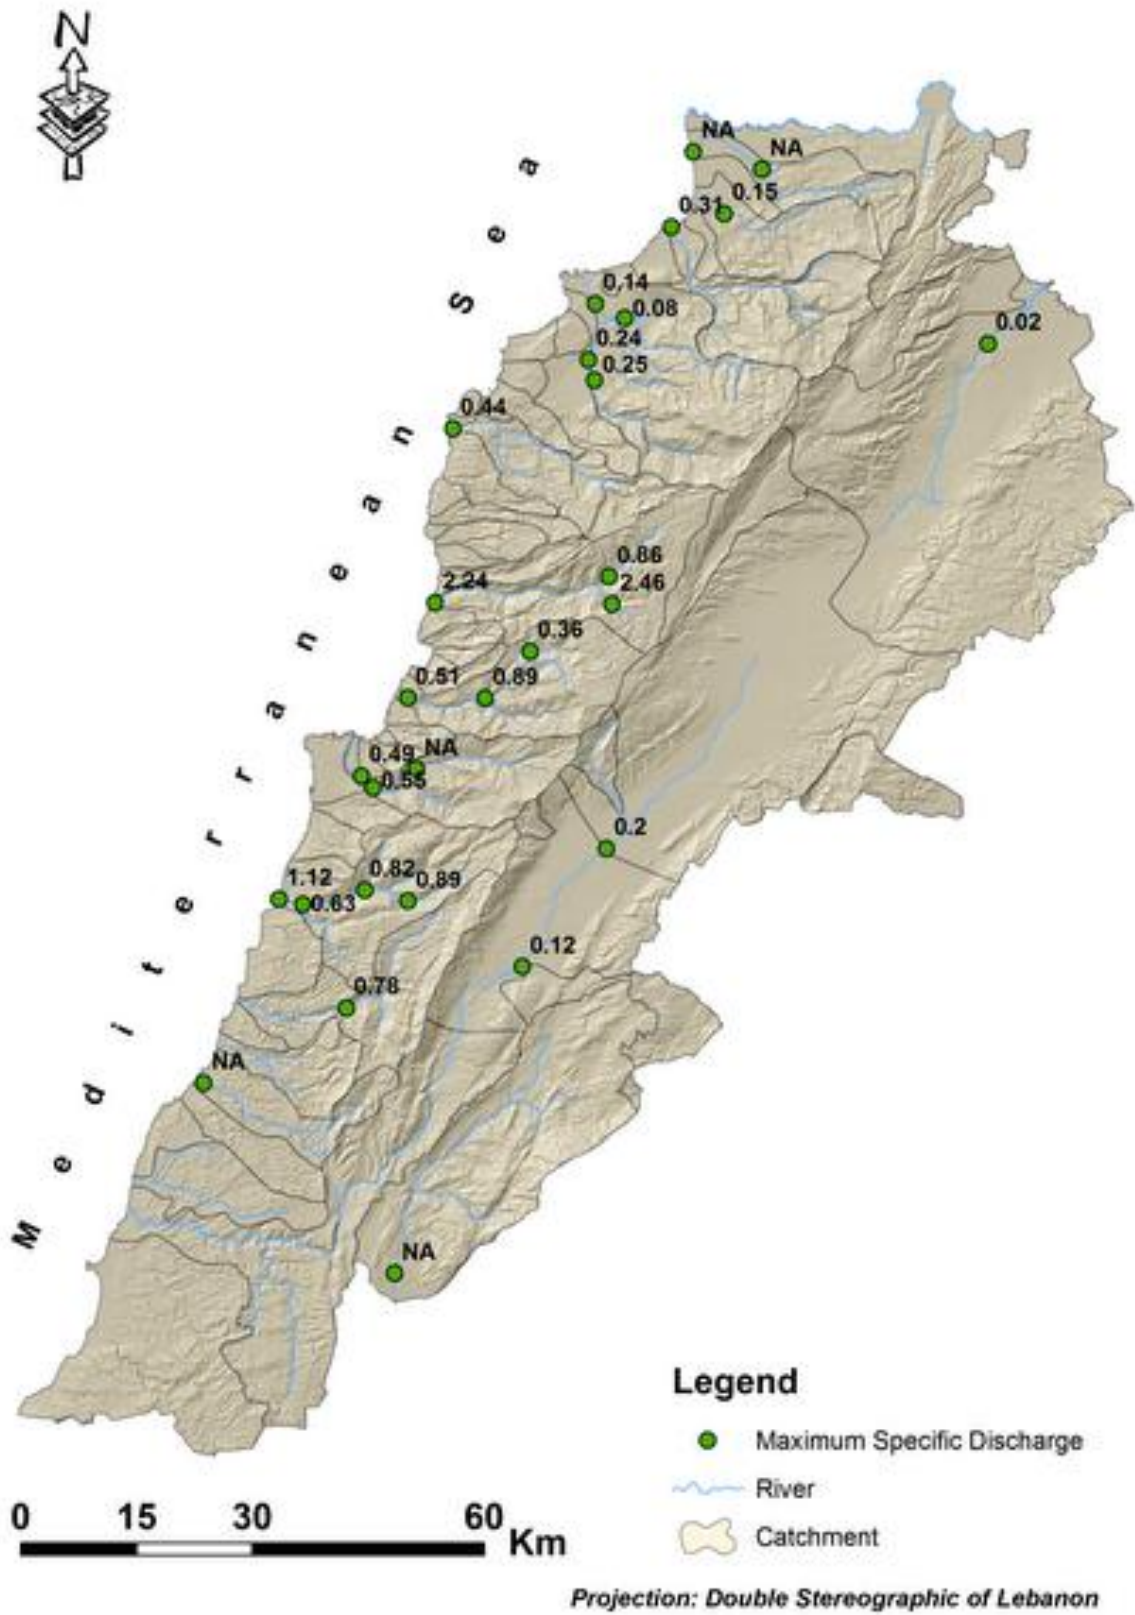 N
NA
NA
0.15
0.31
0,14
0.08
0.02
0.24
0.25
0.44
0.86
2.24
2.46
0.36
0.51
0.89
NA
0.49
0.55
0.2
0.82
0.89
1.12
0.63
0.12
0.78
NA
NA
Mediterranean Sea
Legend
Maximum Specific Discharge
River
Catchment
0 15 30 60 Km
Projection: Double Stereographic of Lebanon